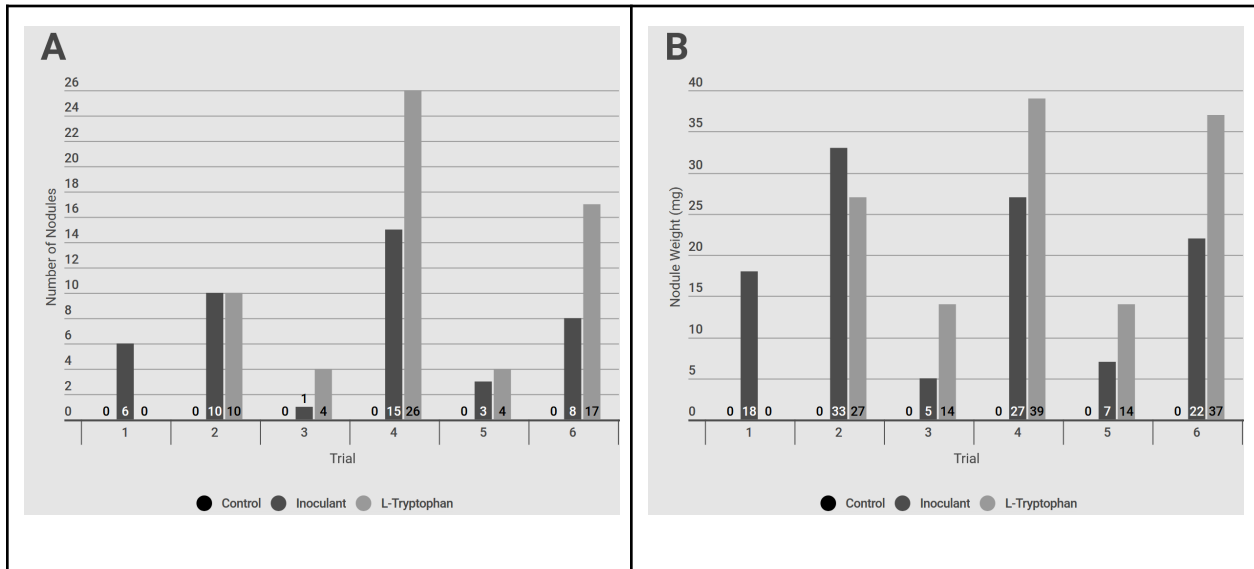 A
Number of Nodules
26
24
22
20
18
16
14
12
10
8
6
4
2
0
0 6 0 0 10 10 0 1 4 0 15 26 0 3 4 0 8 17
1 2 3 4 5 6
Trial
Control Inoculant L-Tryptophan
B
Nodule Weight (mg)
40
35
30
25
20
15
10
5
0
0 18 0 0 33 27 0 5 14 0 27 39 0 7 14 0 22 37
1 2 3 4 5 6
Trial
Control Inoculant L-Tryptophan